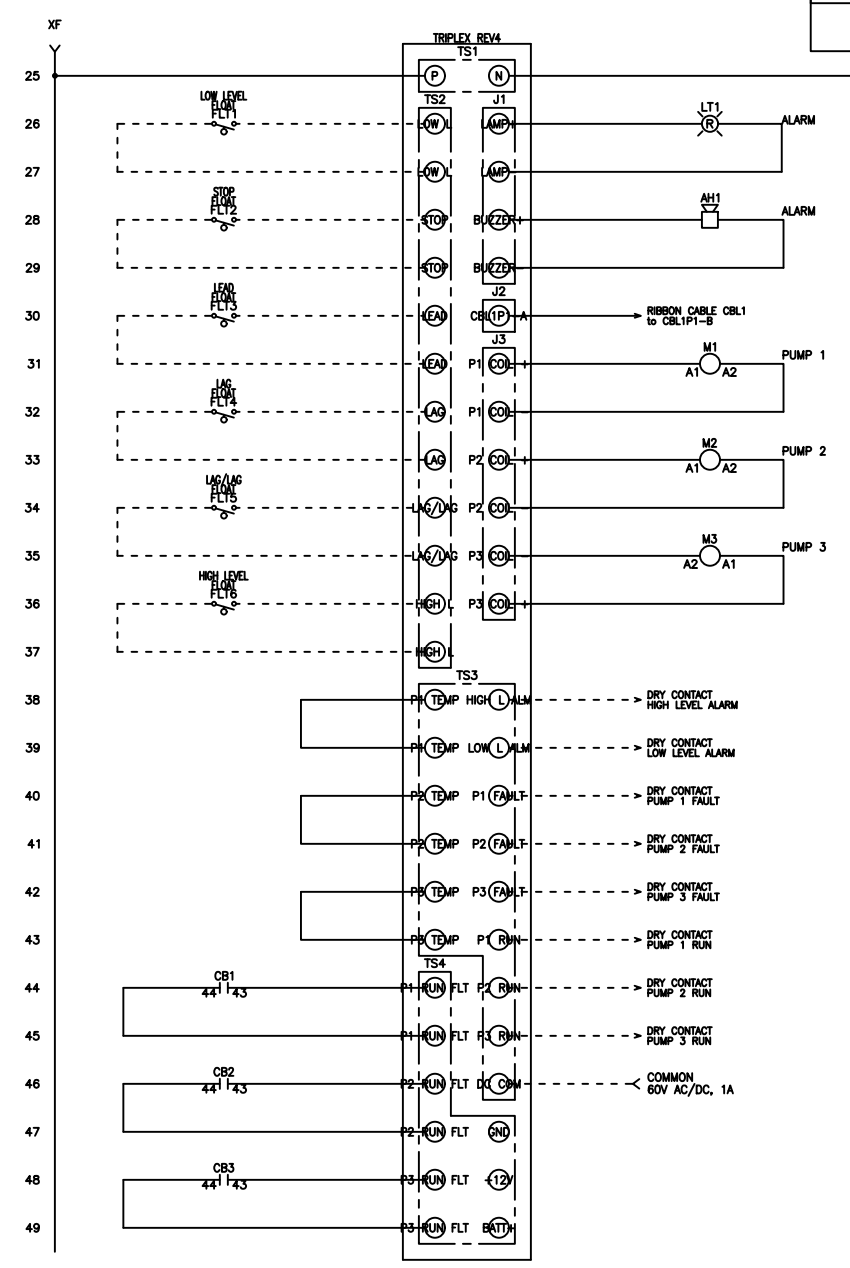 XF
TRIPLEX REV4
TS1
25 P N
LOW LEVEL
FLOAT
FLT1
TS2 J1
LT1
26 LOW L LAMP+ R ALARM
27 LOW L LAMP
STOP
FLOAT
FLT2
AH1
28 STOP BUZZER+ ALARM
29 STOP BUZZER
LEAD
FLOAT
FLT3
J2
30 LEAD CBL1P1 A RIBBON CABLE CBL1
to CBL1P1-B
J3
M1
31 LEAD P1 COIL + A1 A2 PUMP 1
LAG
FLOAT
FLT4
32 LAG P1 COIL
M2
33 LAG P2 COIL + A1 A2 PUMP 2
LAG/LAG
FLOAT
FLT5
34 LAG/LAG P2 COIL
M3
35 LAG/LAG P3 COIL A2 A1 PUMP 3
HIGH LEVEL
FLOAT
FLT6
36 HIGH L P3 COIL +
37 HIGH L
TS3
38 P1 TEMP HIGH L ALM DRY CONTACT
HIGH LEVEL ALARM
39 P1 TEMP LOW L ALM DRY CONTACT
LOW LEVEL ALARM
40 P2 TEMP P1 FAULT DRY CONTACT
PUMP 1 FAULT
41 P2 TEMP P2 FAULT DRY CONTACT
PUMP 2 FAULT
42 P3 TEMP P3 FAULT DRY CONTACT
PUMP 3 FAULT
43 P3 TEMP P1 RUN DRY CONTACT
PUMP 1 RUN
TS4
CB1
44 44 43 P1 RUN FLT P2 RUN DRY CONTACT
PUMP 2 RUN
45 P1 RUN FLT P3 RUN DRY CONTACT
PUMP 3 RUN
CB2
46 44 43 P2 RUN FLT DC COM COMMON
60V AC/DC, 1A
47 P2 RUN FLT GND
CB3
48 44 43 P3 RUN FLT +12V
49 P3 RUN FLT BATT+